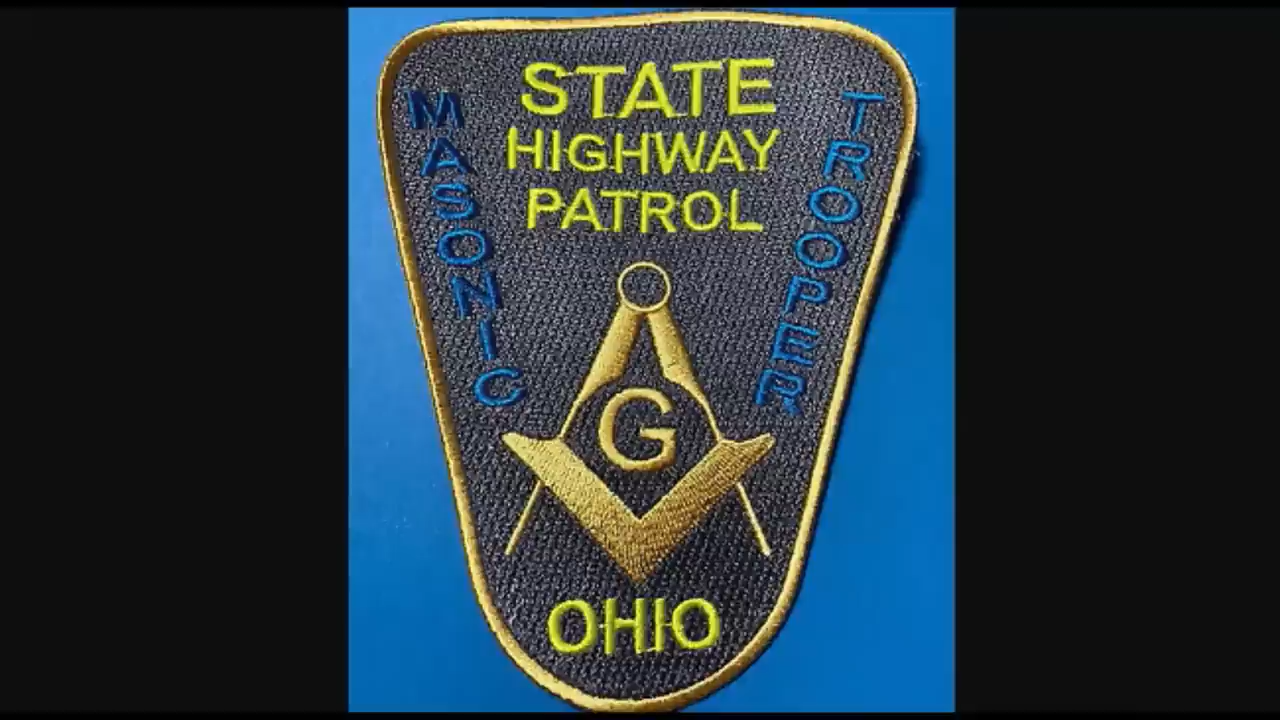 STATE
HIGHWAY
PATROL
MASONIC
TROOPER
G
OHIO